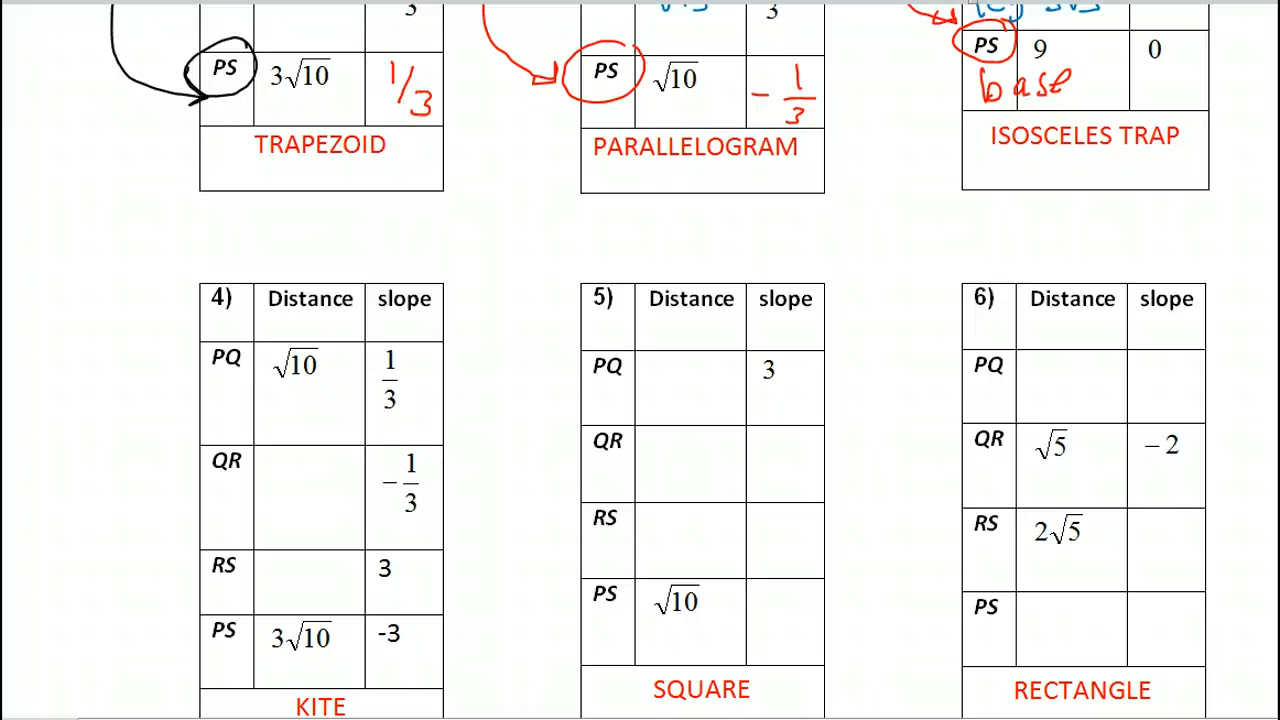 3
3
PS 3√10 1/3
TRAPEZOID
PS √10 - 1/3
PARALLELOGRAM
PS 9 0
base
ISOSCELES TRAP
4) Distance slope
PQ √10 1/3
QR -1/3
RS 3
PS 3√10 -3
KITE
5) Distance slope
PQ 3
QR
RS
PS √10
SQUARE
6) Distance slope
PQ
QR √5 -2
RS 2√5
PS
RECTANGLE